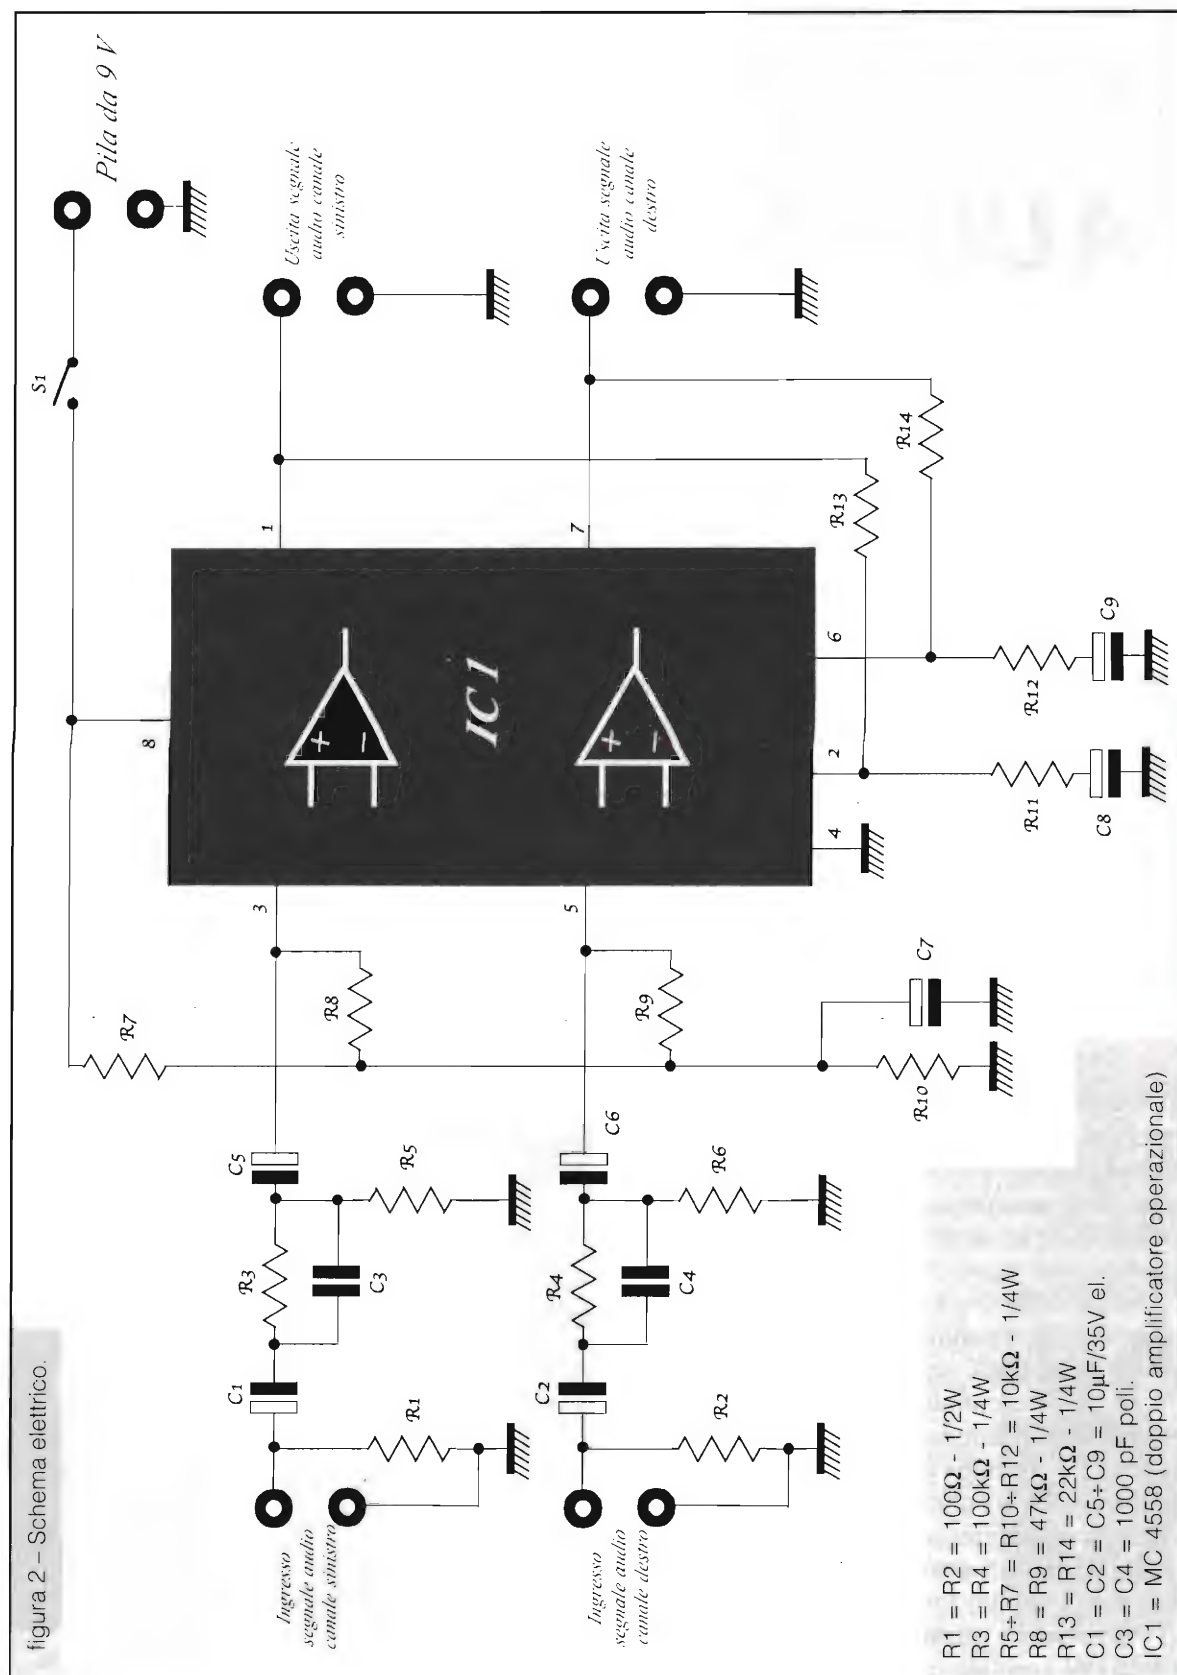 figura 2 – Schema elettrico.
S1
Pila da 9 V
R7
8
C1
R3
C5
3
1
Uscita segnale
audio canale
sinistro
Ingresso
segnale audio
canale sinistro
R1
C3
R5
R8
IC1
+
−
C2
R4
C6
5
7
Uscita segnale
audio canale
destro
Ingresso
segnale audio
canale destro
R2
C4
R6
R9
+
−
4
2
6
R13
R14
R10
C7
R11
C8
R12
C9
R1 = R2 = 100Ω - 1/2W
R3 = R4 = 100kΩ - 1/4W
R5÷R7 = R10÷R12 = 10kΩ - 1/4W
R8 = R9 = 47kΩ - 1/4W
R13 = R14 = 22kΩ - 1/4W
C1 = C2 = C5÷C9 = 10µF/35V el.
C3 = C4 = 1000 pF poli.
IC1 = MC 4558 (doppio amplificatore operazionale)